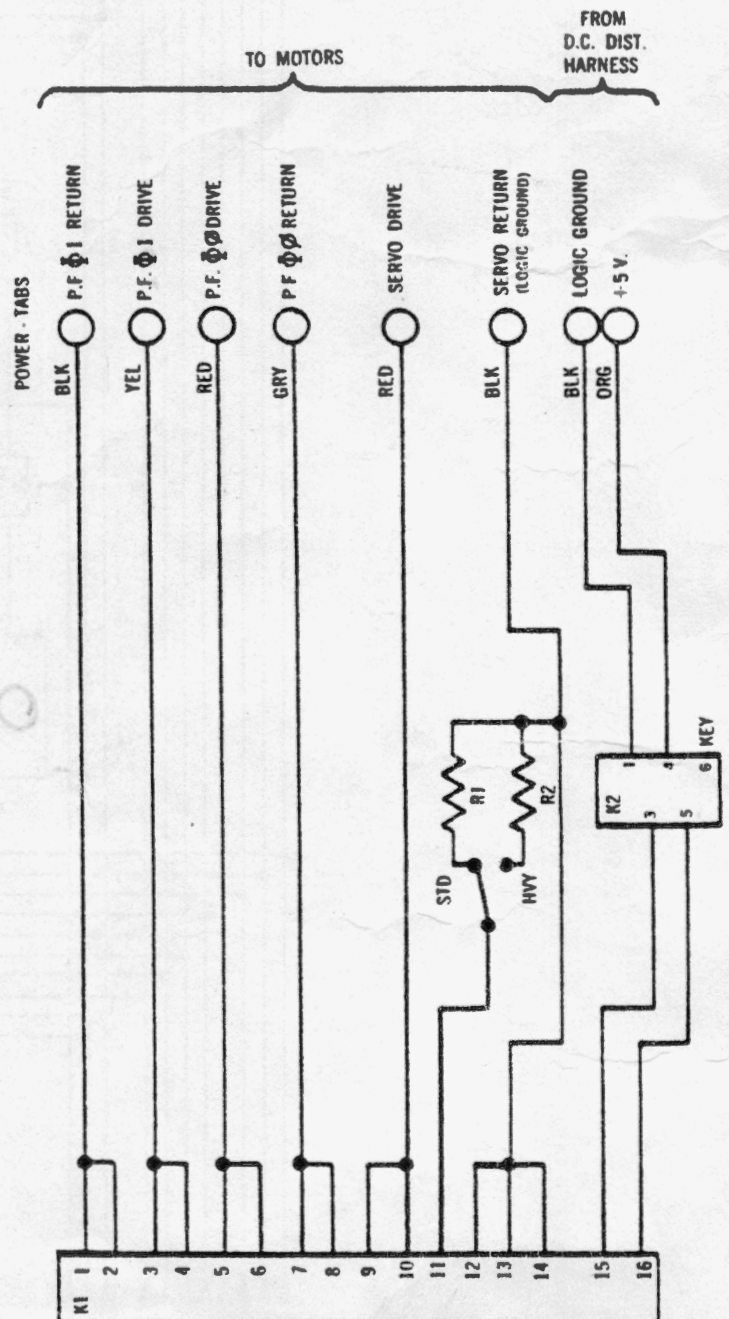 FROM
D.C. DIST.
HARNESS
TO MOTORS
POWER-TABS
P.F. Φ1 RETURN
P.F. Φ1 DRIVE
P.F. ΦØ DRIVE
P F ΦØ RETURN
SERVO DRIVE
SERVO RETURN
(LOGIC GROUND)
LOGIC GROUND
+5 V.
BLK
YEL
RED
GRY
RED
BLK
BLK
ORG
R1
R2
STD
HVY
K2
1
4
6 KEY
3
5
K1
1
2
3
4
5
6
7
8
9
10
11
12
13
14
15
16